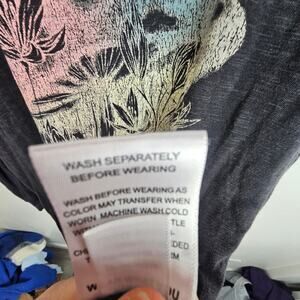 WASH SEPARATELY
BEFORE WEARING
WASH BEFORE WEARING AS
COLOR MAY TRANSFER WHEN
WORN MACHINE WASH COLD